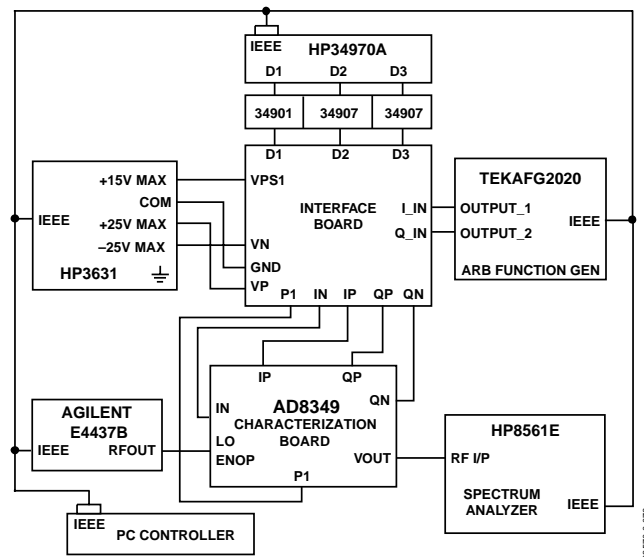 IEEE
HP34970A
D1 D2 D3
34901 34907 34907
D1 D2 D3
+15V MAX
COM
+25V MAX
–25V MAX
IEEE
HP3631
VPS1
VN
GND
VP
INTERFACE
BOARD
I_IN
Q_IN
P1 IN IP QP QN
TEKAFG2020
OUTPUT_1
OUTPUT_2
IEEE
ARB FUNCTION GEN
IP QP
IN
QN
AD8349
CHARACTERIZATION
BOARD
LO
ENOP
VOUT
P1
AGILENT
E4437B
IEEE RFOUT
HP8561E
RF I/P
SPECTRUM
ANALYZER
IEEE
IEEE
PC CONTROLLER